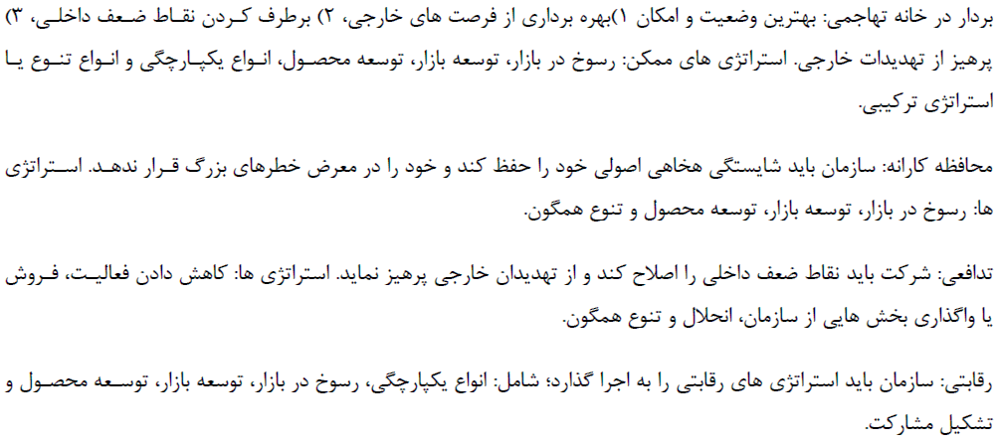 بردار در خانه تهاجمی: بهترین وضعیت و امکان ۱)بهره برداری از فرصت های خارجی، ۲) برطرف کردن نقاط ضعف داخلی، ۳)
پرهیز از تهدیدات خارجی. استراتژی های ممکن: رسوخ در بازار، توسعه بازار، توسعه محصول، انواع یکپارچگی و انواع تنوع یا
استراتژی ترکیبی.
محافظه کارانه: سازمان باید شایستگی هخاهی اصولی خود را حفظ کند و خود را در معرض خطرهای بزرگ قرار ندهد. استراتژی
ها: رسوخ در بازار، توسعه بازار، توسعه محصول و تنوع همگون.
تدافعی: شرکت باید نقاط ضعف داخلی را اصلاح کند و از تهدیدان خارجی پرهیز نماید. استراتژی ها: کاهش دادن فعالیت، فروش
یا واگذاری بخش هایی از سازمان، انحلال و تنوع همگون.
رقابتی: سازمان باید استراتژی های رقابتی را به اجرا گذارد؛ شامل: انواع یکپارچگی، رسوخ در بازار، توسعه بازار، توسعه محصول و
تشکیل مشارکت.